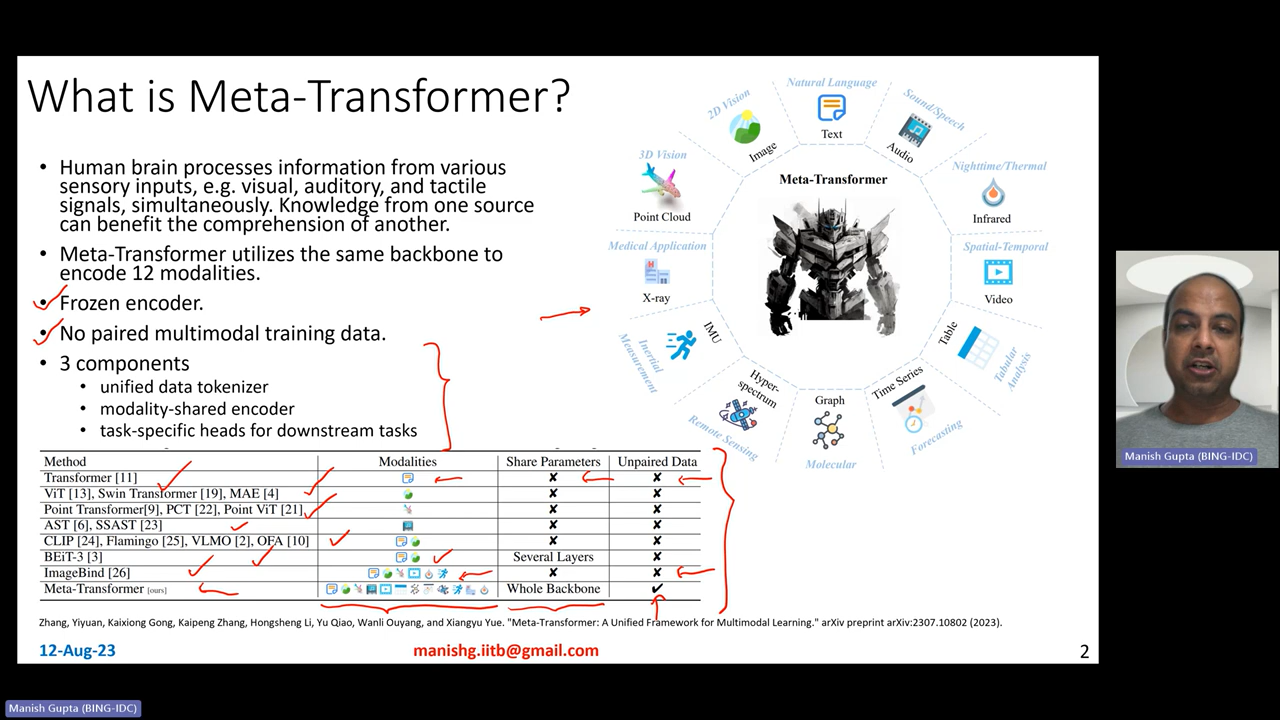 What is Meta-Transformer?
• Human brain processes information from various
sensory inputs, e.g. visual, auditory, and tactile
signals, simultaneously. Knowledge from one source
can benefit the comprehension of another.
• Meta-Transformer utilizes the same backbone to
encode 12 modalities.
• Frozen encoder.
• No paired multimodal training data.
• 3 components
• unified data tokenizer
• modality-shared encoder
• task-specific heads for downstream tasks
Natural Language
Text
Sound/Speech
Audio
Nighttime/Thermal
Infrared
Spatial-Temporal
Video
Tabular
Analysis
Table
Forecasting
Time Series
Molecular
Graph
Remote Sensing
Hyper-
spectrum
Inertial
Measurement
IMU
Medical Application
X-ray
3D Vision
Point Cloud
2D Vision
Image
Meta-Transformer
Method Modalities Share Parameters Unpaired Data
Transformer [11] ✘ ✘
ViT [13], Swin Transformer [19], MAE [4] ✘ ✘
Point Transformer[9], PCT [22], Point ViT [21] ✘ ✘
AST [6], SSAST [23] ✘ ✘
CLIP [24], Flamingo [25], VLMO [2], OFA [10] ✘ ✘
BEiT-3 [3] Several Layers ✘
ImageBind [26] ✘ ✘
Meta-Transformer [ours] Whole Backbone ✔
Zhang, Yiyuan, Kaixiong Gong, Kaipeng Zhang, Hongsheng Li, Yu Qiao, Wanli Ouyang, and Xiangyu Yue. "Meta-Transformer: A Unified Framework for Multimodal Learning." arXiv preprint arXiv:2307.10802 (2023).
12-Aug-23 manishg.iitb@gmail.com 2
Manish Gupta (BING-IDC)
Manish Gupta (BING-IDC)